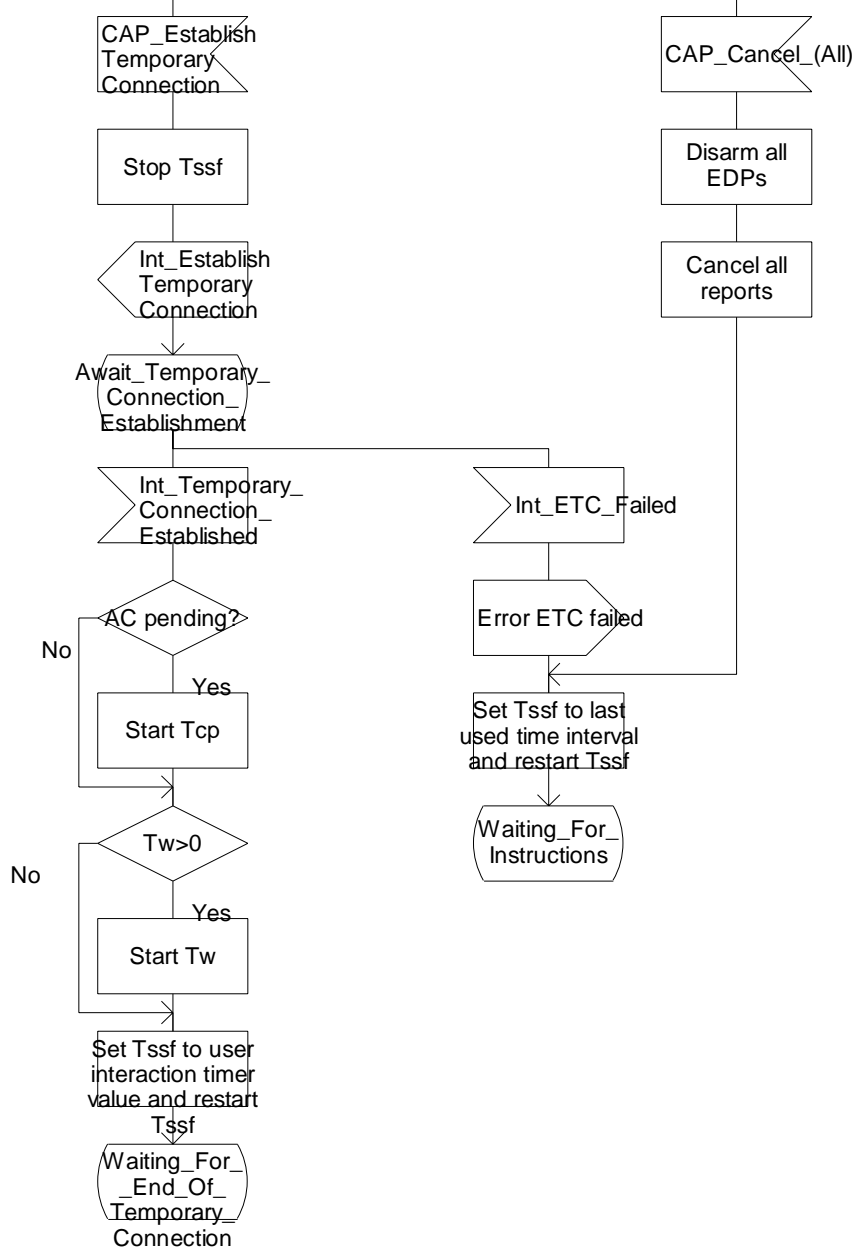 CAP_Establish
Temporary
Connection
CAP_Cancel_(All)
Stop Tssf
Disarm all
EDPs
Int_Establish
Temporary
Connection
Cancel all
reports
Await_Temporary_
Connection_
Establishment
Int_Temporary_
Connection_
Established
Int_ETC_Failed
AC pending?
Error ETC failed
No
Yes
Start Tcp
Set Tssf to last
used time interval
and restart Tssf
Tw>0
Waiting_For_
Instructions
No
Yes
Start Tw
Set Tssf to user
interaction timer
value and restart
Tssf
Waiting_For_
_End_Of_
Temporary_
Connection